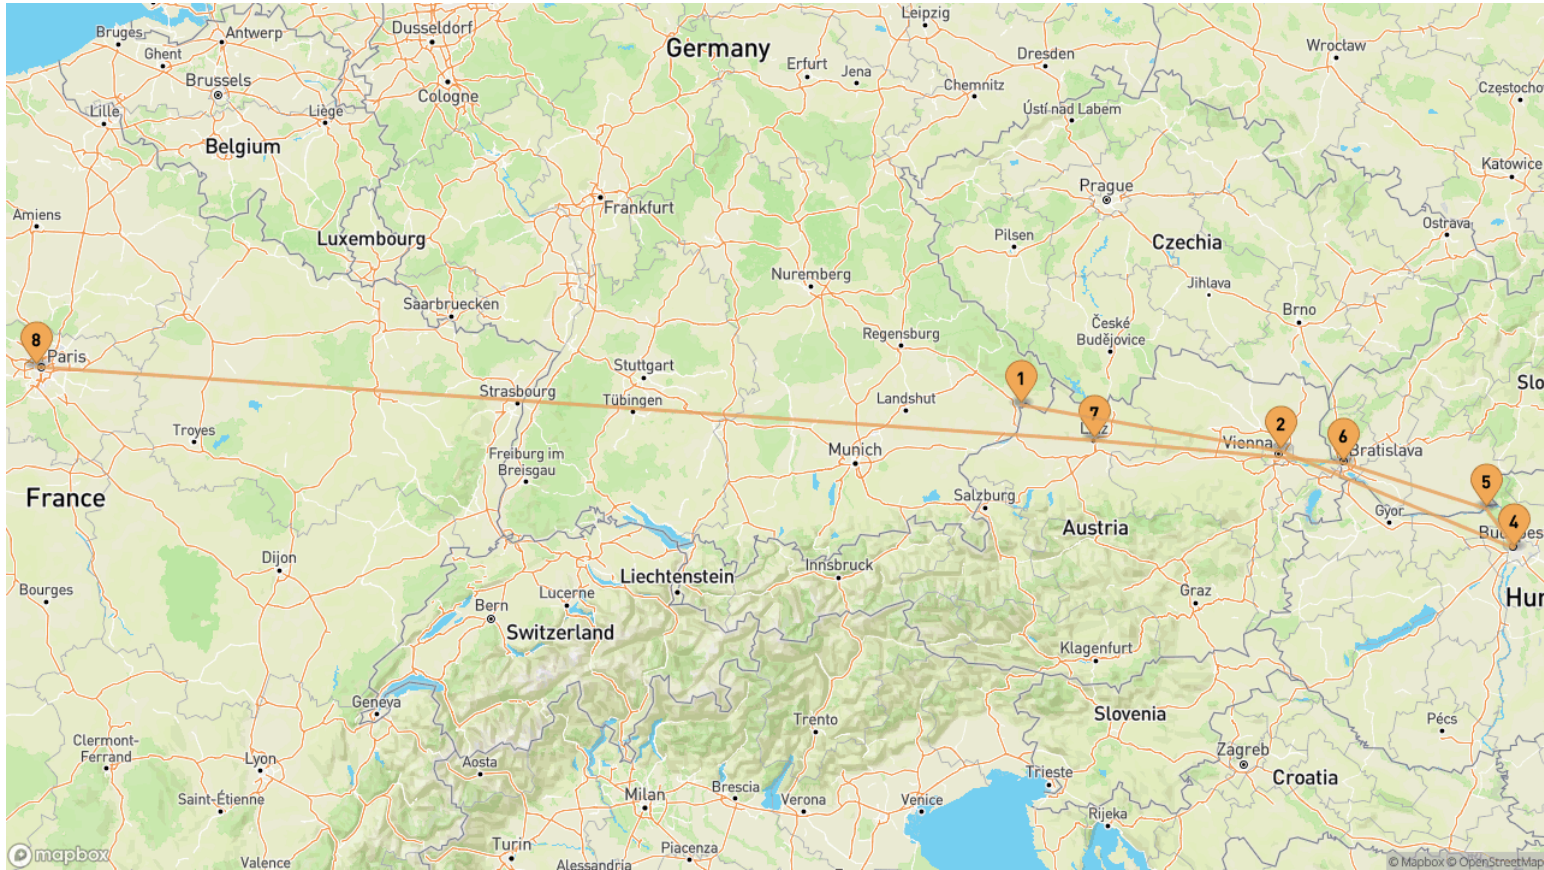 Bruges
Antwerp
Ghent
Brussels
Lille
Liège
Belgium
Dusseldorf
Cologne
Germany
Erfurt
Jena
Leipzig
Dresden
Chemnitz
Ústí nad Labem
Wrocław
Częstocho
Katowice
Amiens
Luxembourg
Frankfurt
Prague
Pilsen
Czechia
Ostrava
Jihlava
Nuremberg
Saarbruecken
Brno
České
Budějovice
Regensburg
8
Paris
Stuttgart
Strasbourg
Tübingen
Landshut
1
Slo
Troyes
7
2
Vienna
6
Bratislava
Freiburg im
Breisgau
Munich
5
France
Salzburg
Gyor
4
Austria
Dijon
Innsbruck
Liechtenstein
Bourges
Lucerne
Bern
Switzerland
Graz
Hur
Klagenfurt
Geneva
Trento
Slovenia
Pécs
Clermont-
Ferrand
Lyon
Aosta
Zagreb
Trieste
Croatia
Saint-Étienne
Milan
Brescia
Verona
Venice
Rijeka
Turin
Piacenza
Valence
Alessandria
mapbox
© Mapbox © OpenStreetMap